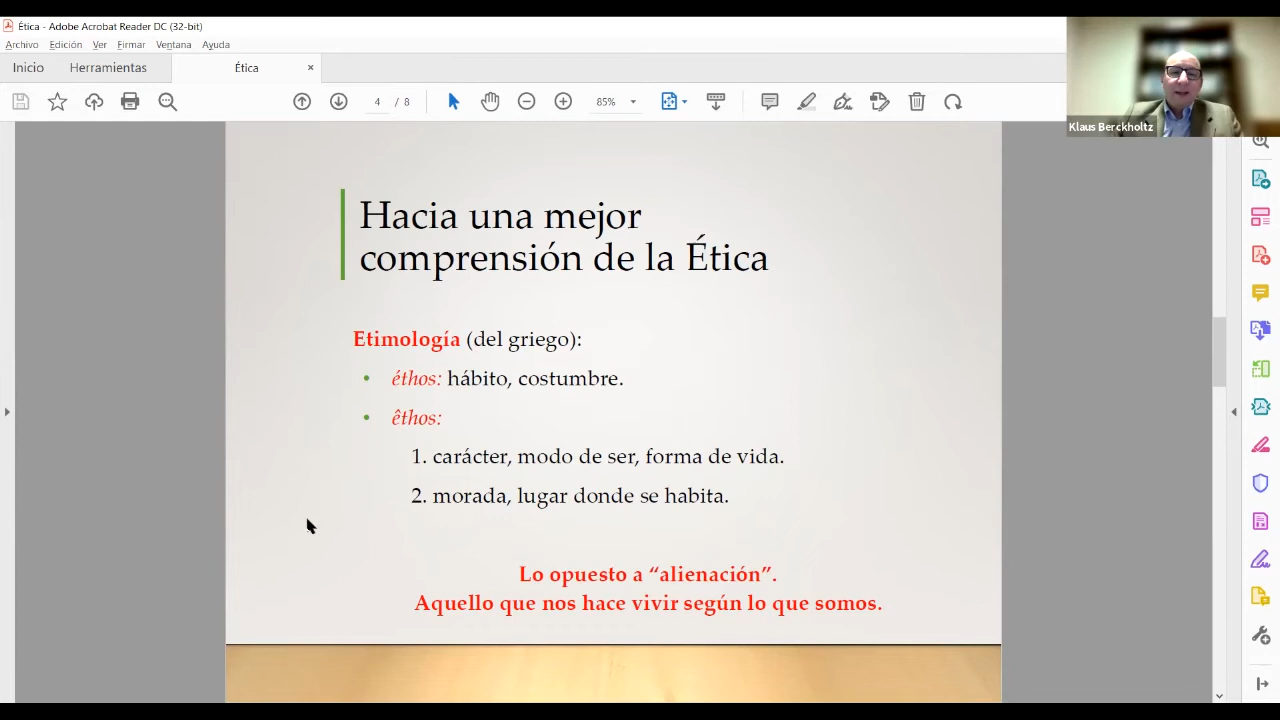 Ética - Adobe Acrobat Reader DC (32-bit)
Archivo Edición Ver Firmar Ventana Ayuda
Inicio Herramientas Ética ×
4 / 8 85%
Klaus Berckholtz
Hacia una mejor
comprensión de la Ética
Etimología (del griego):
• éthos: hábito, costumbre.
• êthos:
1. carácter, modo de ser, forma de vida.
2. morada, lugar donde se habita.
Lo opuesto a “alienación”.
Aquello que nos hace vivir según lo que somos.